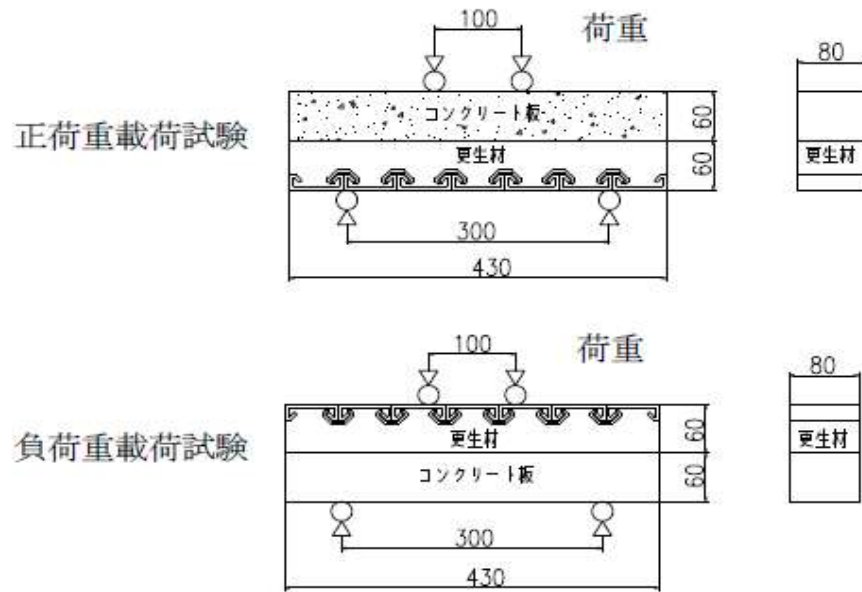 100
荷重
80
正荷重載荷試験
コンクリート板
60
更生材
60
更生材
300
430
100
荷重
80
負荷重載荷試験
更生材
60
更生材
コンクリート板
60
300
430